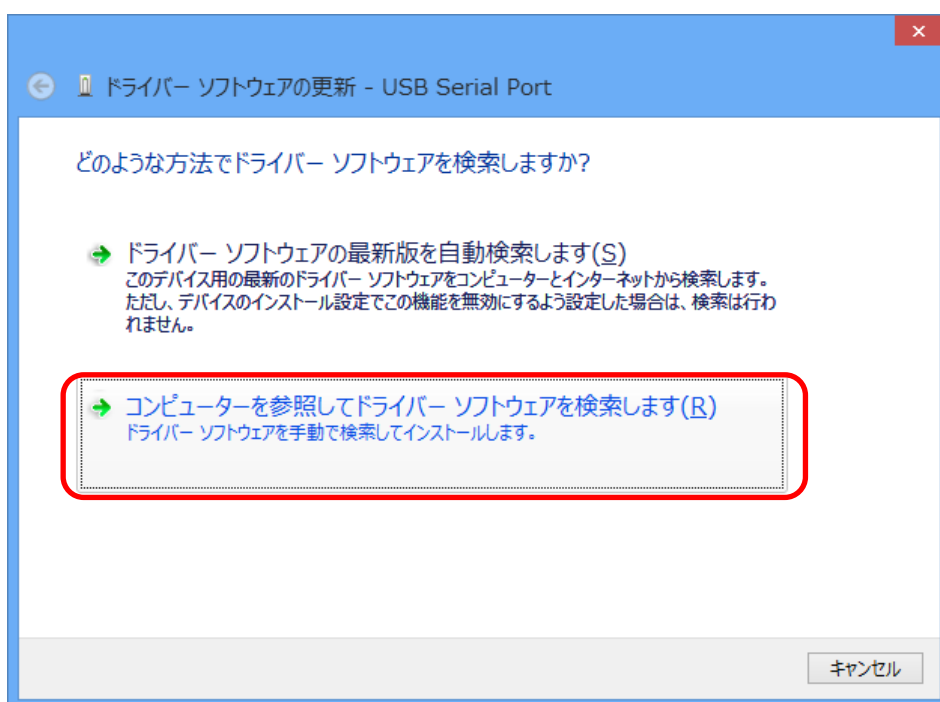 ドライバー ソフトウェアの更新 - USB Serial Port
どのような方法でドライバー ソフトウェアを検索しますか?
ドライバー ソフトウェアの最新版を自動検索します(S)
このデバイス用の最新のドライバー ソフトウェアをコンピューターとインターネットから検索します。
ただし、デバイスのインストール設定でこの機能を無効にするよう設定した場合は、検索は行わ
れません。
コンピューターを参照してドライバー ソフトウェアを検索します(R)
ドライバー ソフトウェアを手動で検索してインストールします。
キャンセル